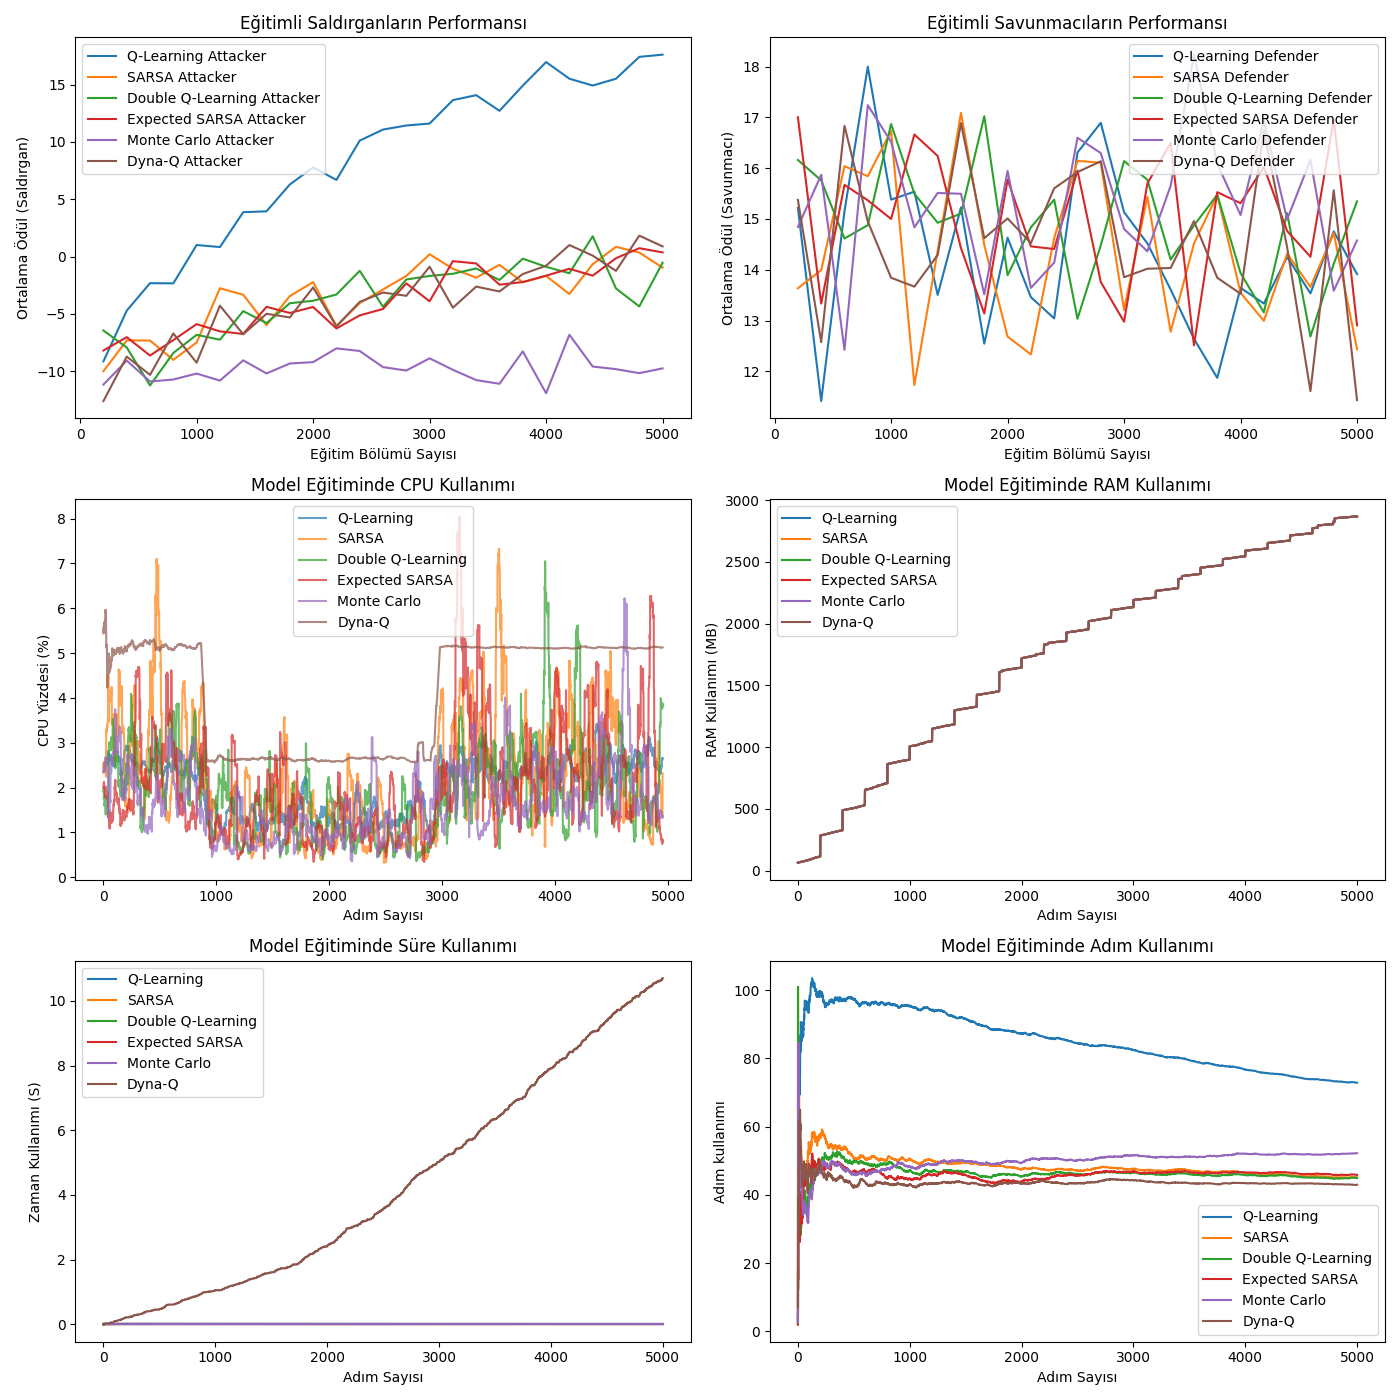 Eğitimli Saldırganların Performansı
Ortalama Ödül (Saldırgan)
15
10
5
0
−5
−10
Q-Learning Attacker
SARSA Attacker
Double Q-Learning Attacker
Expected SARSA Attacker
Monte Carlo Attacker
Dyna-Q Attacker
0 1000 2000 3000 4000 5000
Eğitim Bölümü Sayısı
Eğitimli Savunmacıların Performansı
Ortalama Ödül (Savunmacı)
18
17
16
15
14
13
12
Q-Learning Defender
SARSA Defender
Double Q-Learning Defender
Expected SARSA Defender
Monte Carlo Defender
Dyna-Q Defender
0 1000 2000 3000 4000 5000
Eğitim Bölümü Sayısı
Model Eğitiminde CPU Kullanımı
CPU Yüzdesi (%)
8
7
6
5
4
3
2
1
0
Q-Learning
SARSA
Double Q-Learning
Expected SARSA
Monte Carlo
Dyna-Q
0 1000 2000 3000 4000 5000
Adım Sayısı
Model Eğitiminde RAM Kullanımı
RAM Kullanımı (MB)
3000
2500
2000
1500
1000
500
0
Q-Learning
SARSA
Double Q-Learning
Expected SARSA
Monte Carlo
Dyna-Q
0 1000 2000 3000 4000 5000
Adım Sayısı
Model Eğitiminde Süre Kullanımı
Zaman Kullanımı (S)
10
8
6
4
2
0
Q-Learning
SARSA
Double Q-Learning
Expected SARSA
Monte Carlo
Dyna-Q
0 1000 2000 3000 4000 5000
Adım Sayısı
Model Eğitiminde Adım Kullanımı
Adım kullanımı
100
80
60
40
20
0
Q-Learning
SARSA
Double Q-Learning
Expected SARSA
Monte Carlo
Dyna-Q
0 1000 2000 3000 4000 5000
Adım Sayısı